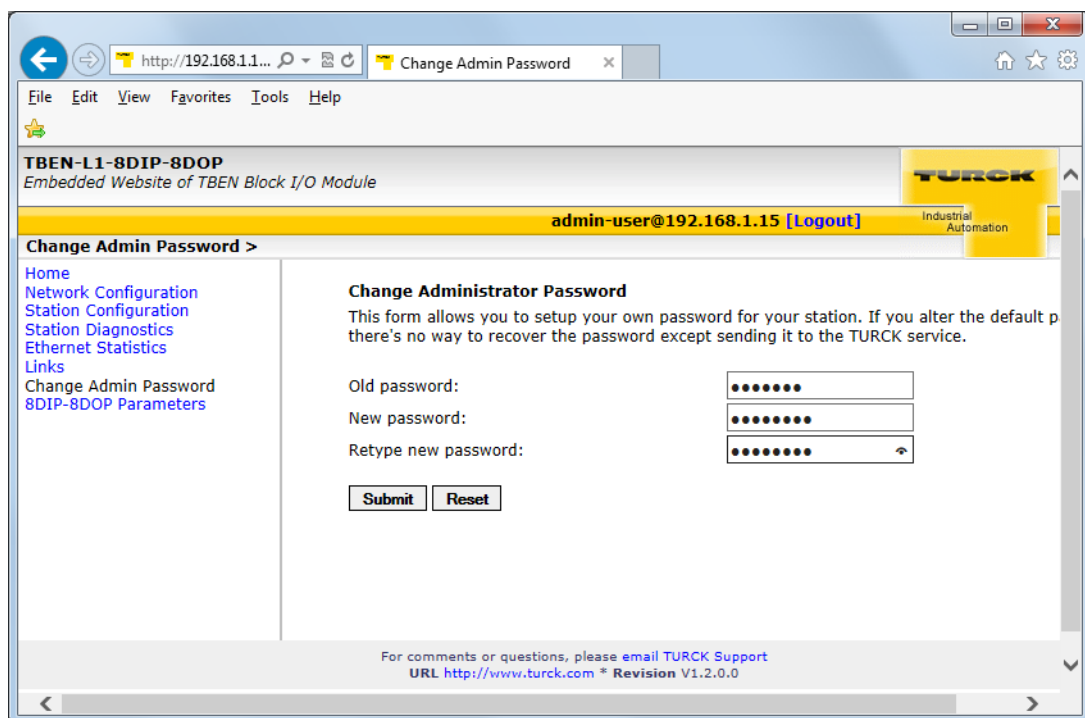 http://192.168.1.1...
Change Admin Password
File Edit View Favorites Tools Help
TBEN-L1-8DIP-8DOP
Embedded Website of TBEN Block I/O Module
TURCK
admin-user@192.168.1.15 [Logout]
Industrial
Automation
Change Admin Password >
Home
Network Configuration
Station Configuration
Station Diagnostics
Ethernet Statistics
Links
Change Admin Password
8DIP-8DOP Parameters
Change Administrator Password
This form allows you to setup your own password for your station. If you alter the default p
there's no way to recover the password except sending it to the TURCK service.
Old password: ●●●●●●●
New password: ●●●●●●●●
Retype new password: ●●●●●●●●
Submit Reset
For comments or questions, please email TURCK Support
URL http://www.turck.com * Revision V1.2.0.0